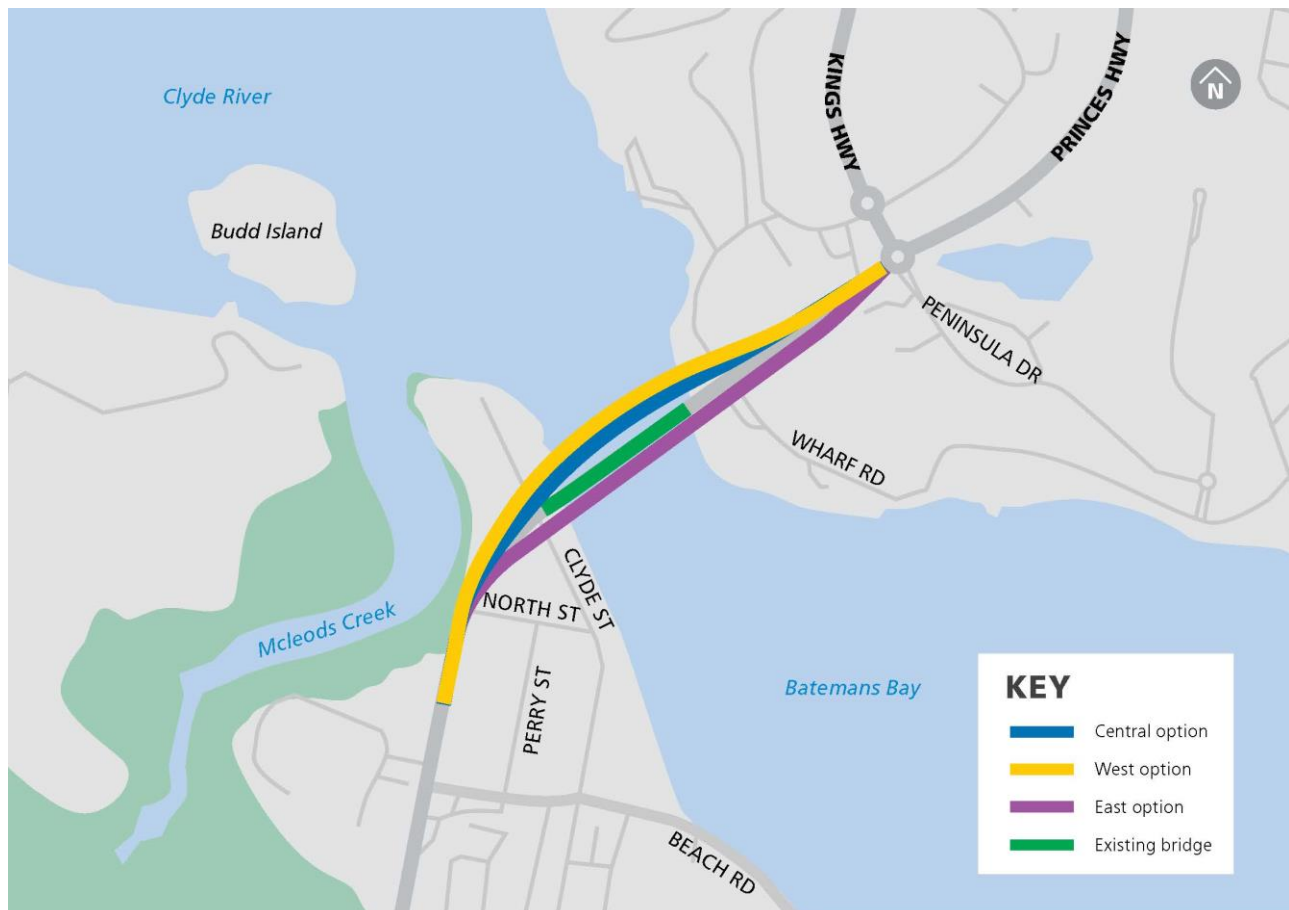 Clyde River
KINGS HWY
PRINCES HWY
N
Budd Island
PENINSULA DR
WHARF RD
CLYDE ST
NORTH ST
Mcleods Creek
PERRY ST
Batemans Bay
BEACH RD
KEY
Central option
West option
East option
Existing bridge